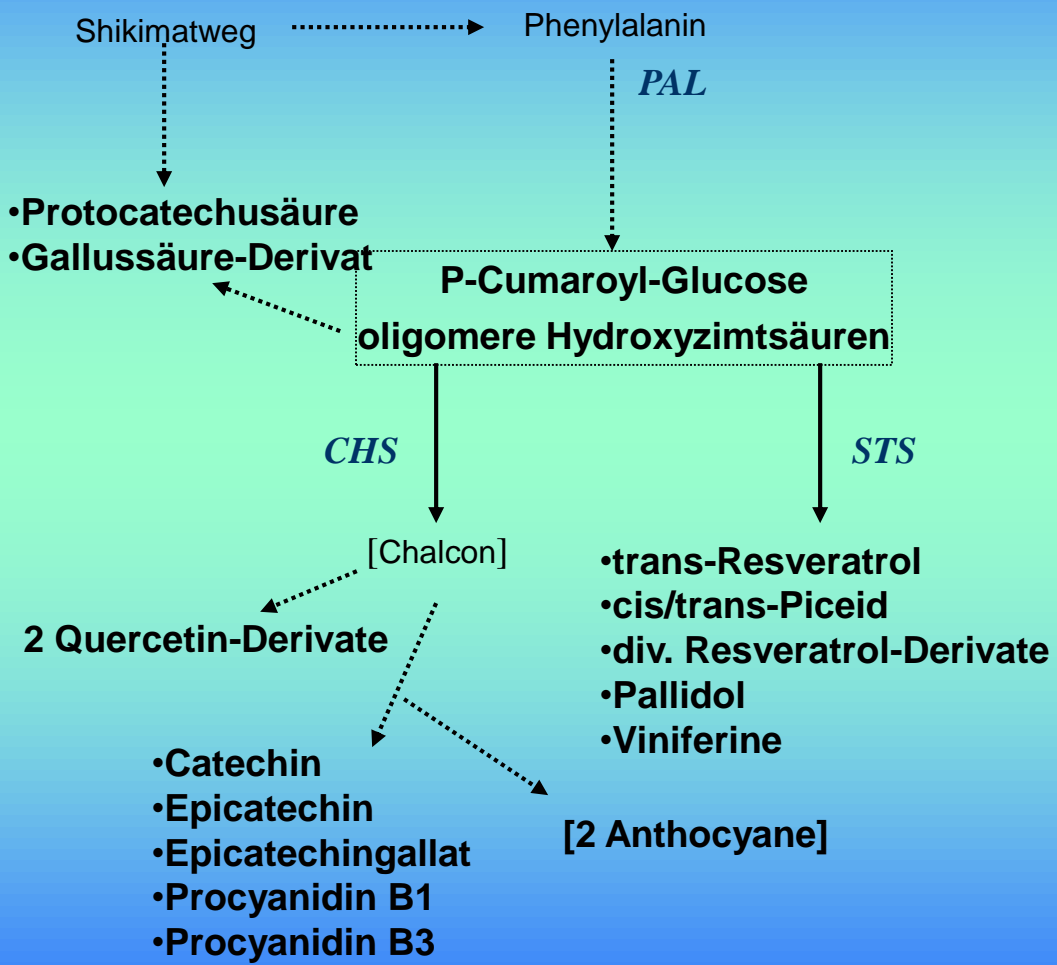 Shikimatweg
Phenylalanin
PAL
•Protocatechusäure
•Gallussäure-Derivat
P-Cumaroyl-Glucose
oligomere Hydroxyzimtsäuren
CHS
STS
[Chalcon]
•trans-Resveratrol
•cis/trans-Piceid
•div. Resveratrol-Derivate
•Pallidol
•Viniferine
2 Quercetin-Derivate
•Catechin
•Epicatechin
•Epicatechingallat
•Procyanidin B1
•Procyanidin B3
[2 Anthocyane]